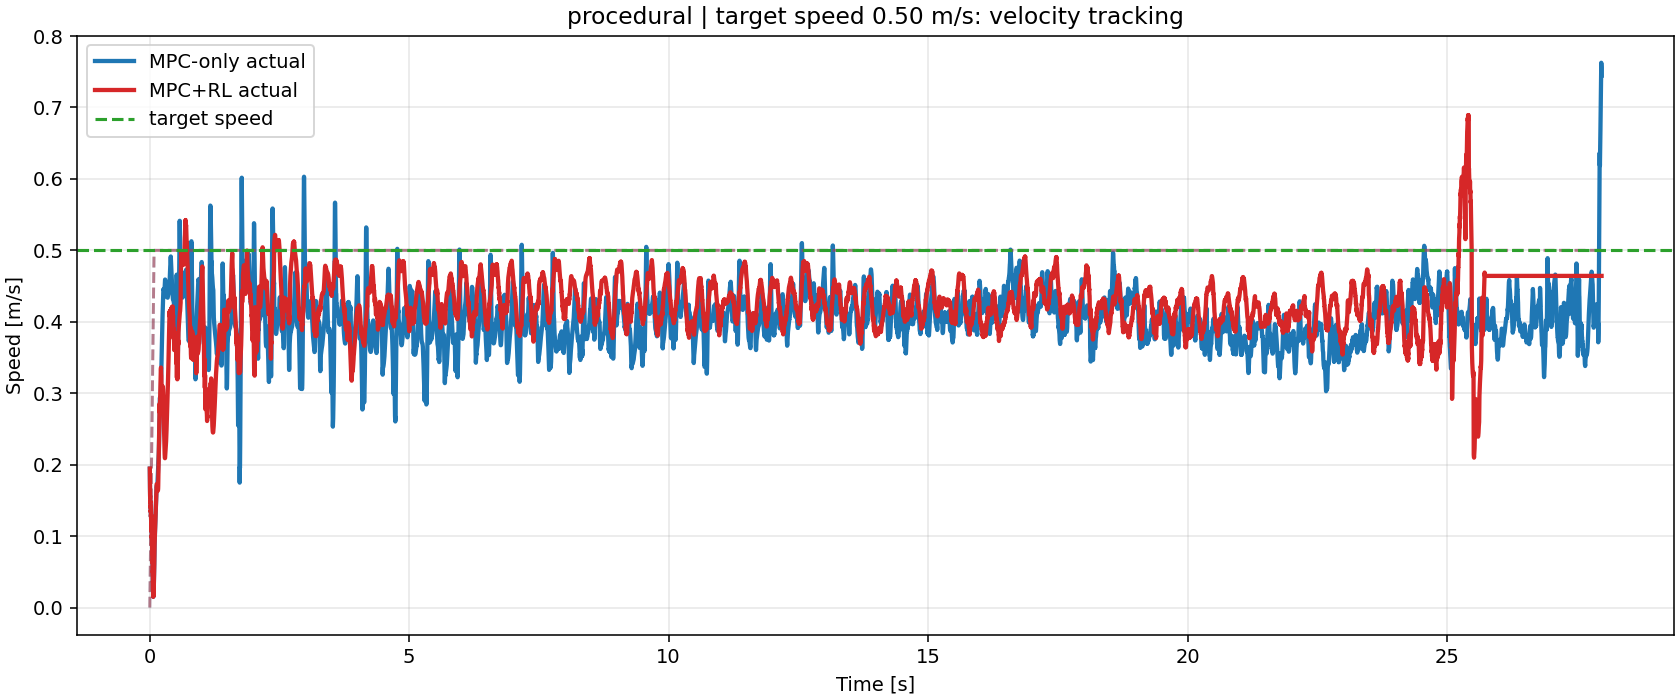 procedural | target speed 0.50 m/s: velocity tracking
MPC-only actual
MPC+RL actual
target speed
Speed [m/s]
0.8
0.7
0.6
0.5
0.4
0.3
0.2
0.1
0.0
0
5
10
15
20
25
Time [s]